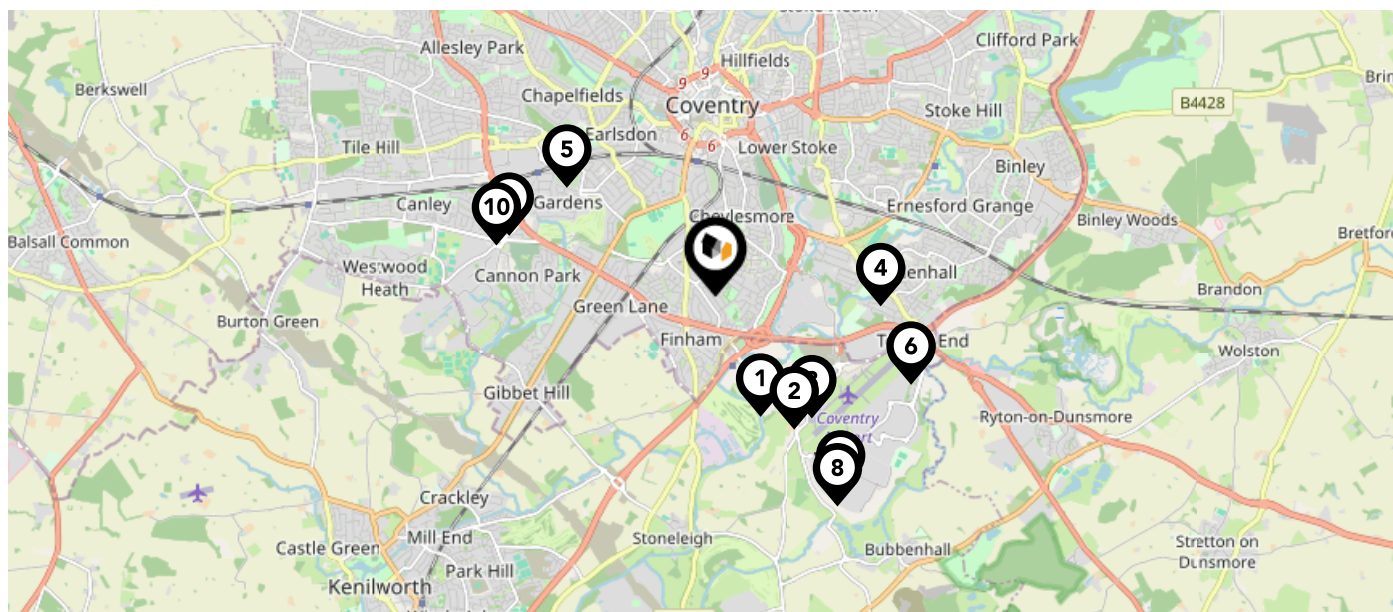 Allesley Park
Clifford Park
Hillfields
Berkswell
9
9
Chapelfields
Coventry
B4428
Stoke Hill
Earlsdon
6
6
Tile Hill
Lower Stoke
5
Binley
Canley
10
Gardens
Cheylesmore
Ernesford Grange
Binley Woods
Balsall Common
Westwood
Heath
Cannon Park
4
Brandon
Green Lane
Burton Green
Finham
6
End
Wolston
1
2
Gibbet Hill
Coventry
Ryton-on-Dunsmore
8
Crackley
Castle Green
Mill End
Stoneleigh
Bubbenhall
Stretton on
Dunsmore
Park Hill
Kenilworth